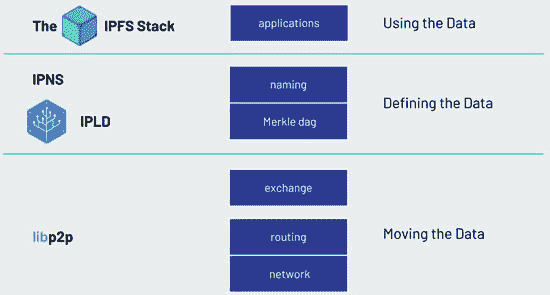 The IPFS Stack
applications
Using the Data
IPNS
IPLD
naming
Merkle dag
Defining the Data
libp2p
exchange
routing
network
Moving the Data